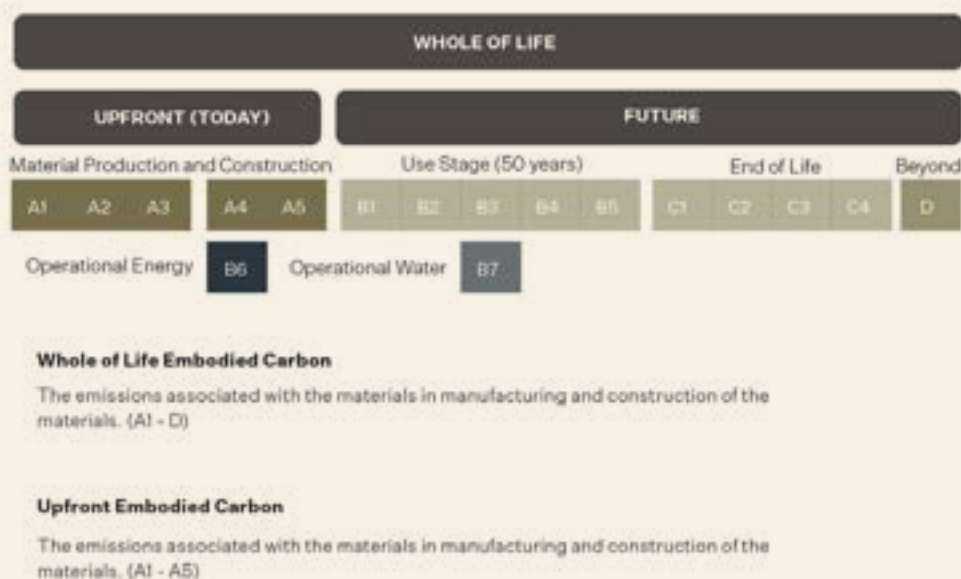 WHOLE OF LIFE
UPFRONT (TODAY) FUTURE
Material Production and Construction Use Stage (50 years) End of Life Beyond
A1 A2 A3 A4 A5 B1 B2 B3 B4 B5 C1 C2 C3 C4 D
Operational Energy B6 Operational Water B7
Whole of Life Embodied Carbon
The emissions associated with the materials in manufacturing and construction of the
materials. (A1 - D)
Upfront Embodied Carbon
The emissions associated with the materials in manufacturing and construction of the
materials. (A1 - A5)